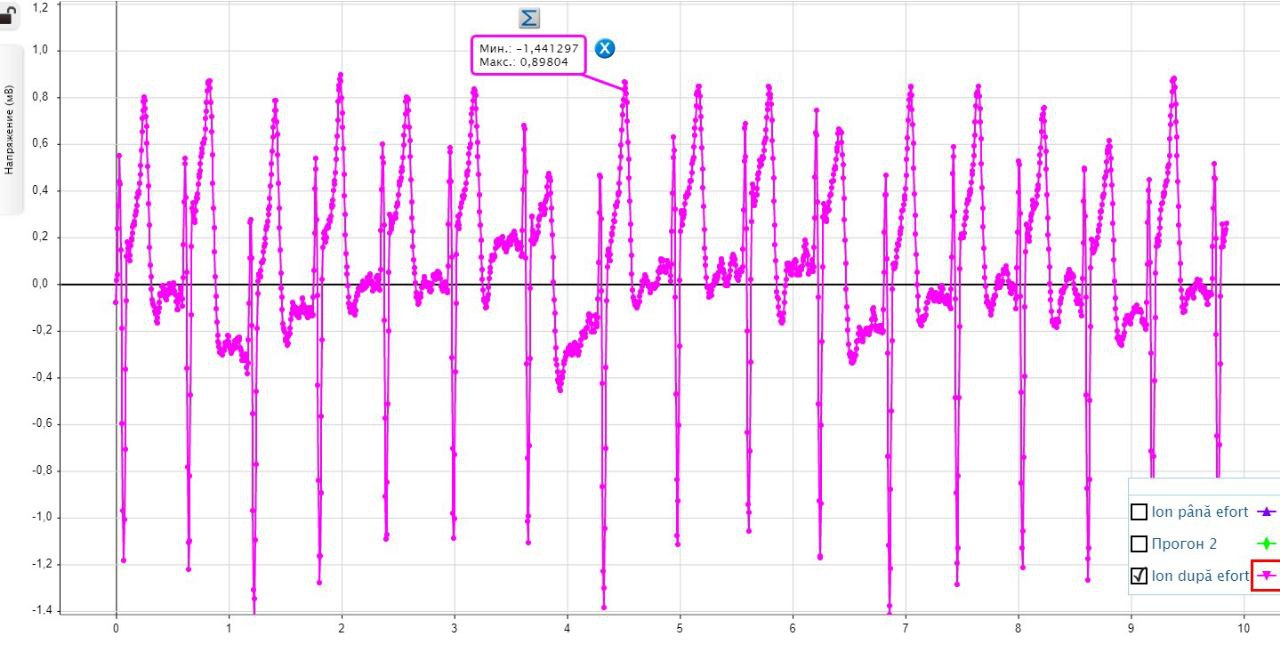 1,2
1,0
0,8
0,6
0,4
0,2
0,0
-0,2
-0,4
-0,6
-0,8
-1,0
-1,2
-1,4
Напряжение (мВ)
Σ
Мин.: -1,441297
Макс.: 0,89804
X
Ion până efort
Прогон 2
Ion după efort
0 1 2 3 4 5 6 7 8 9 10